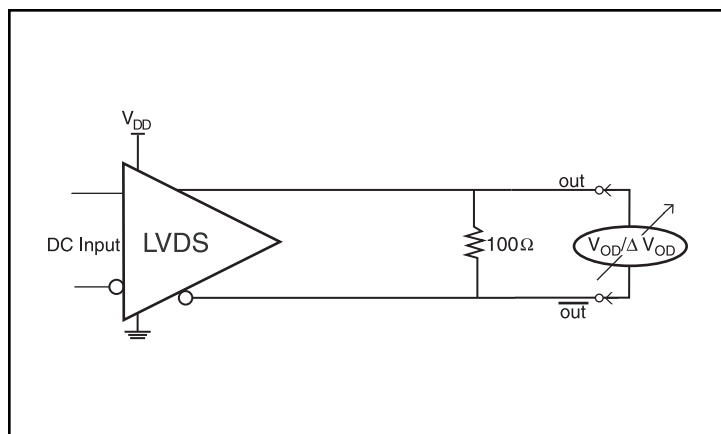 VDD
out
DC Input
LVDS
100Ω
VOD/Δ VOD
out